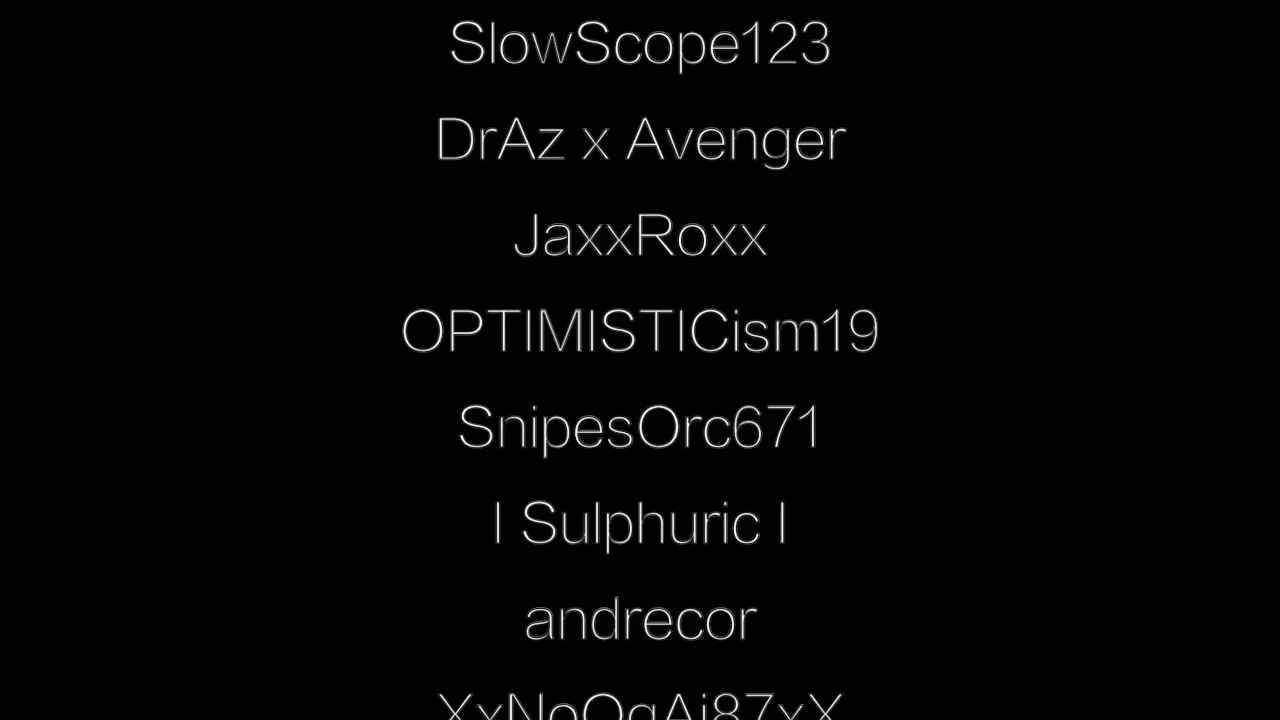 SlowScope123
DrAz x Avenger
JaxxRoxx
OPTIMISTICism19
SnipesOrc671
l Sulphuric l
andrecor